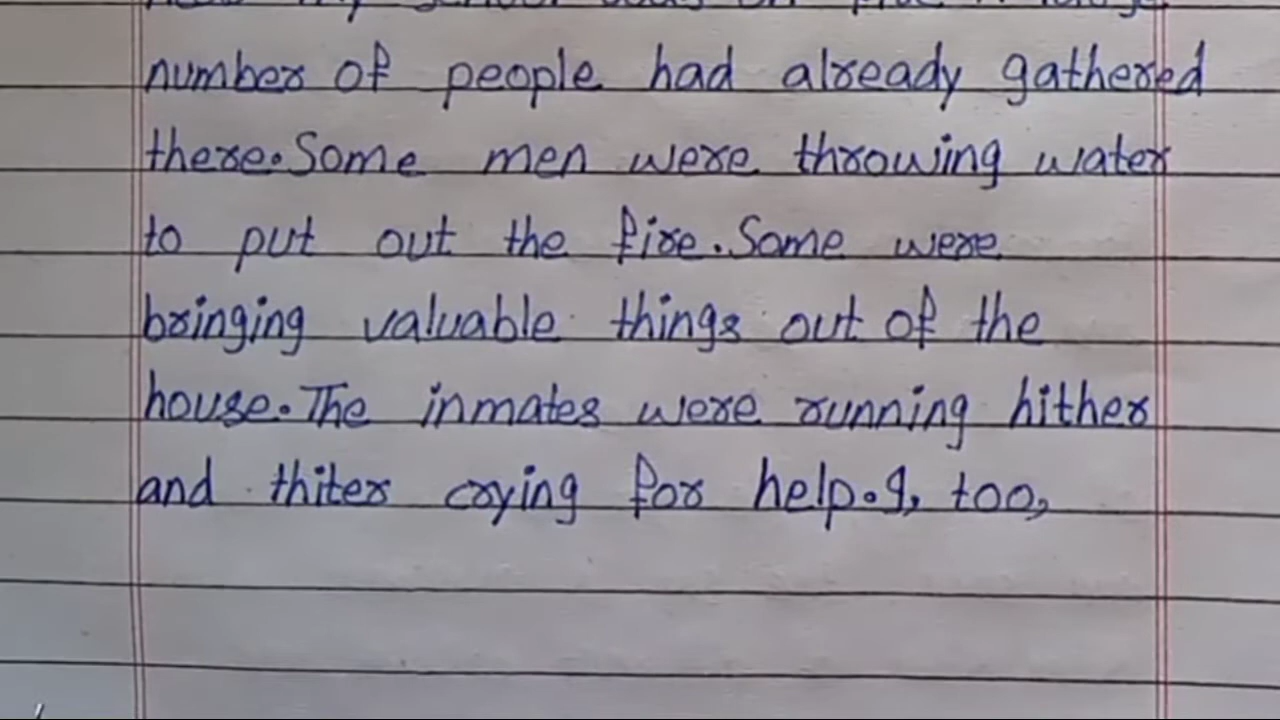 number of people had already gathered
there.Some men were throwing water
to put out the fire.Some were
bringing valuable things out of the
house.The inmates were running hither
and thiter crying for help.I, too,